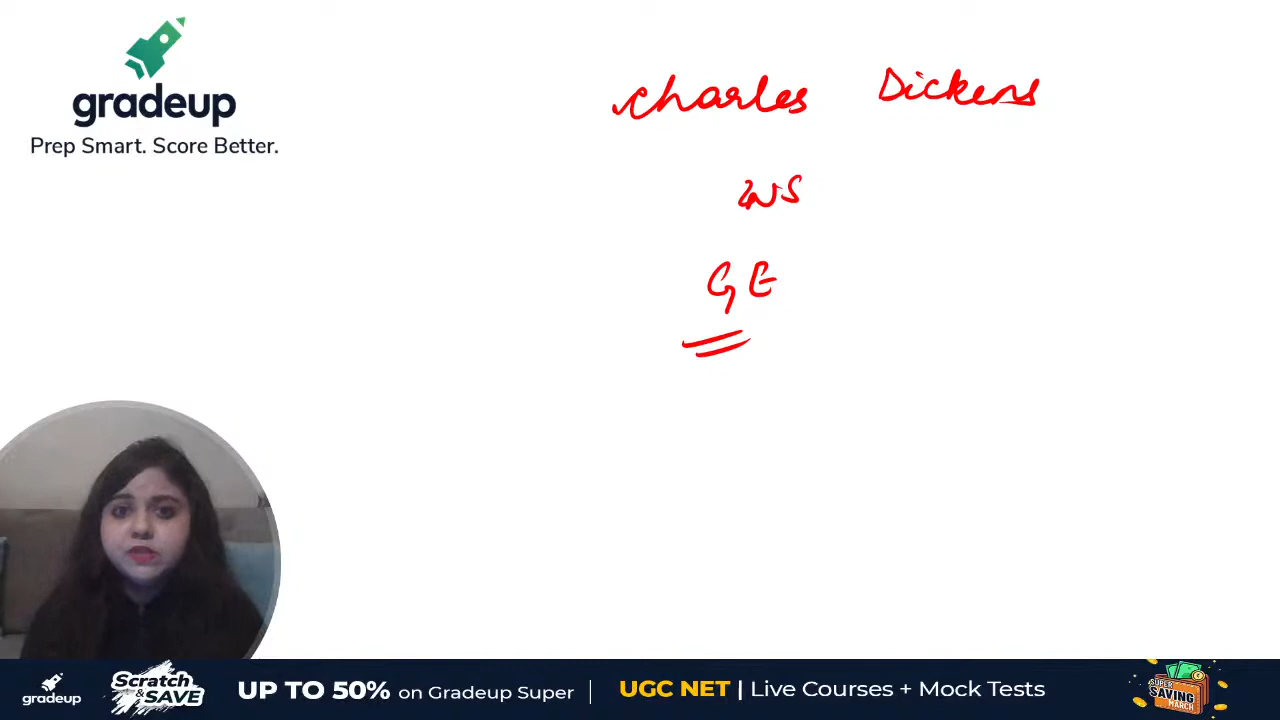 gradeup
Prep Smart. Score Better.
Charles Dickens
GE
gradeup
Scratch & SAVE
UP TO 50% on Gradeup Super
UGC NET | Live Courses + Mock Tests
SUPER SAVING MARCH